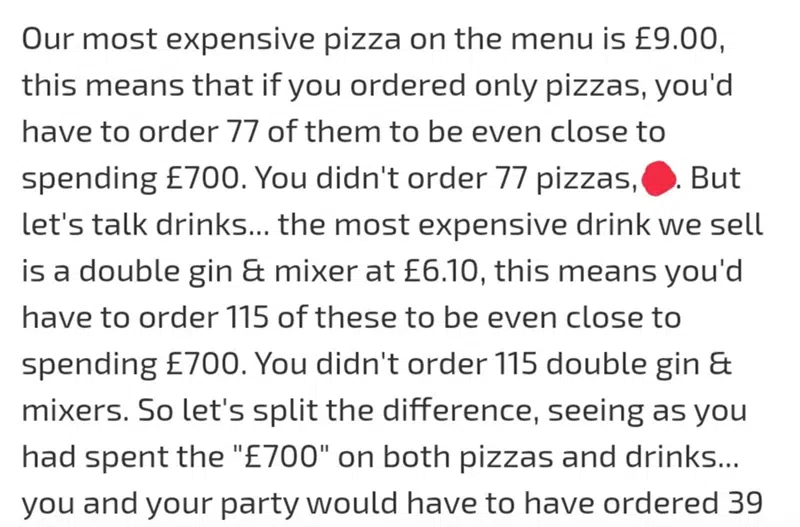 Our most expensive pizza on the menu is £9.00,
this means that if you ordered only pizzas, you'd
have to order 77 of them to be even close to
spending £700. You didn't order 77 pizzas, . But
let's talk drinks... the most expensive drink we sell
is a double gin & mixer at £6.10, this means you'd
have to order 115 of these to be even close to
spending £700. You didn't order 115 double gin &
mixers. So let's split the difference, seeing as you
had spent the "£700" on both pizzas and drinks...
you and your party would have to have ordered 39